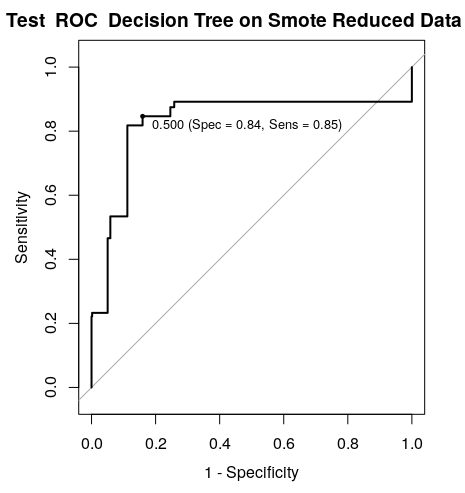 Test  ROC  Decision Tree on Smote Reduced Data
1.0
0.8
0.6
0.4
0.2
0.0
Sensitivity
0.500 (Spec = 0.84, Sens = 0.85)
0.0 0.2 0.4 0.6 0.8 1.0
1 - Specificity